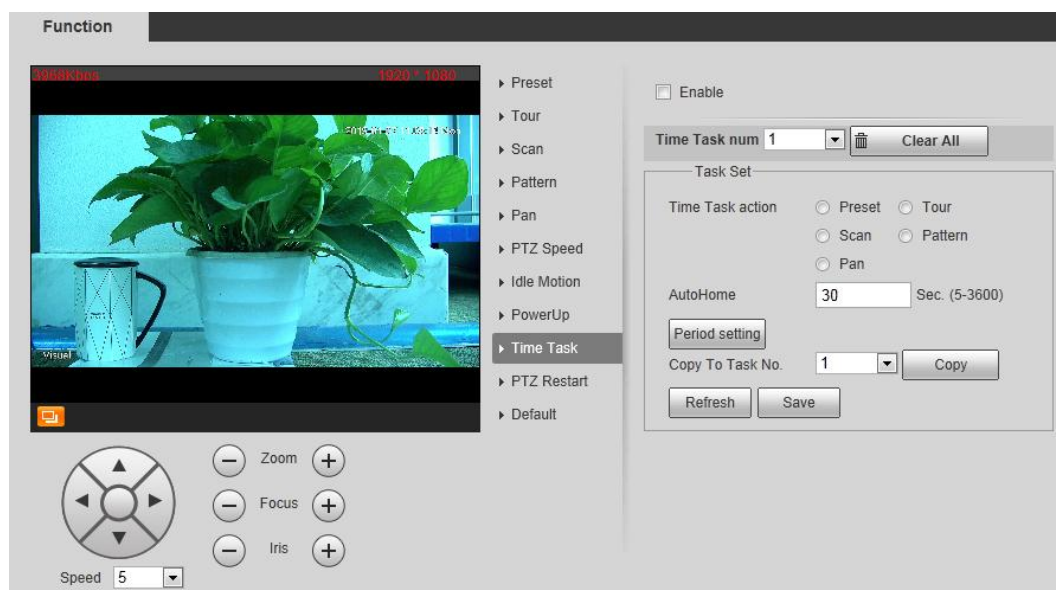 Function
3968Kbps 1920 * 1080
Visual
Preset
Tour
Scan
Pattern
Pan
PTZ Speed
Idle Motion
PowerUp
Time Task
PTZ Restart
Default
Zoom
Focus
Iris
Speed 5
Enable
Time Task num 1 Clear All
Task Set
Time Task action Preset Tour
Scan Pattern
Pan
AutoHome 30 Sec. (5-3600)
Period setting
Copy To Task No. 1 Copy
Refresh Save